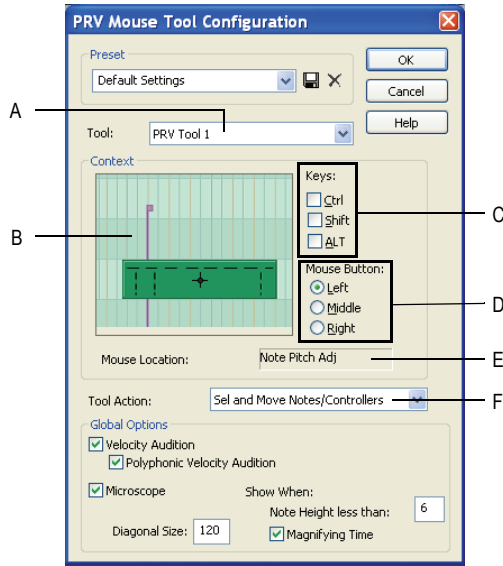 PRV Mouse Tool Configuration
Preset
Default Settings
OK
Cancel
Help
A
Tool:
PRV Tool 1
Context
B
Keys:
Ctrl
Shift
ALT
C
Mouse Button:
Left
Middle
Right
D
Mouse Location:
Note Pitch Adj
E
Tool Action:
Sel and Move Notes/Controllers
F
Global Options
Velocity Audition
Polyphonic Velocity Audition
Microscope
Show When:
Note Height less than:
6
Diagonal Size:
120
Magnifying Time